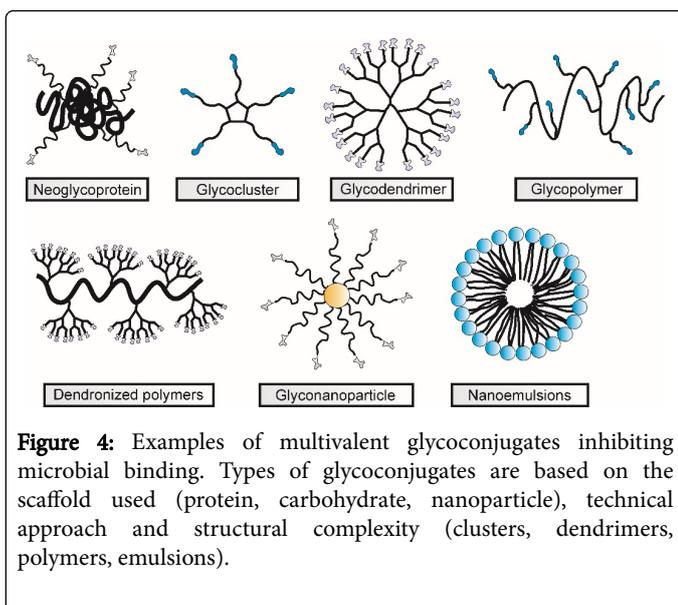 Neoglycoprotein Glycocluster Glycodendrimer Glycopolymer
Dendronized polymers Glyconanoparticle Nanoemulsions
Figure 4: Examples of multivalent glycoconjugates inhibiting
microbial binding. Types of glycoconjugates are based on the
scaffold used (protein, carbohydrate, nanoparticle), technical
approach and structural complexity (clusters, dendrimers,
polymers, emulsions).